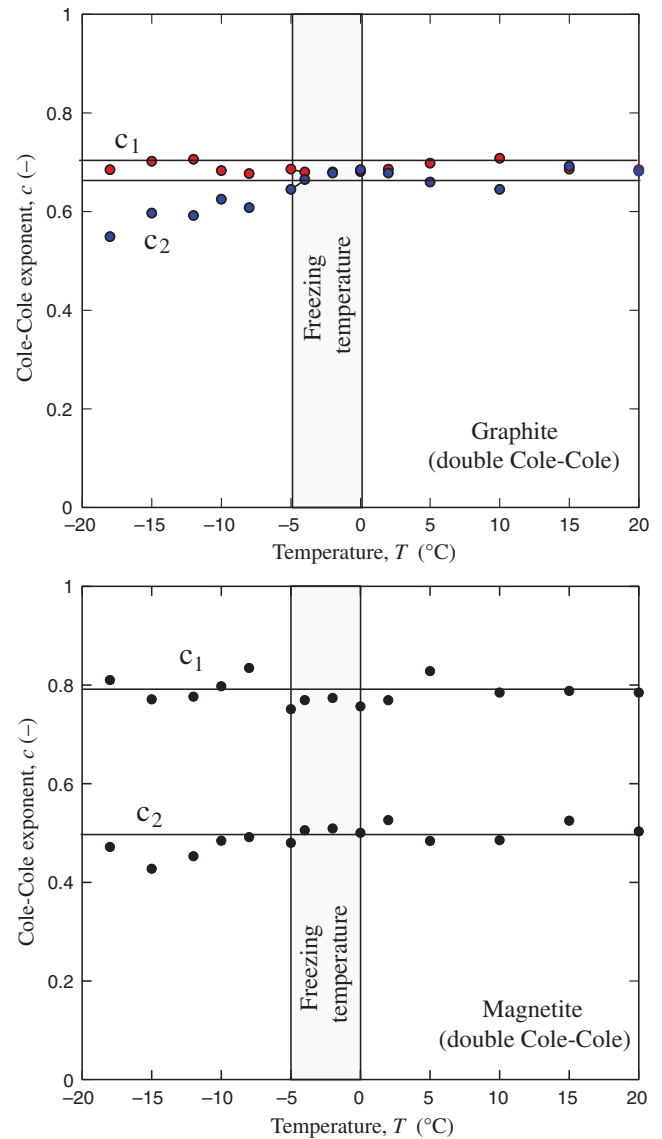 1
0.8
0.6
0.4
0.2
0
Cole-Cole exponent, c (–)
c₁
c₂
Freezing
temperature
Graphite
(double Cole-Cole)
−20 −15 −10 −5 0 5 10 15 20
Temperature, T (°C)
1
0.8
0.6
0.4
0.2
0
Cole-Cole exponent, c (–)
c₁
c₂
Freezing
temperature
Magnetite
(double Cole-Cole)
−20 −15 −10 −5 0 5 10 15 20
Temperature, T (°C)